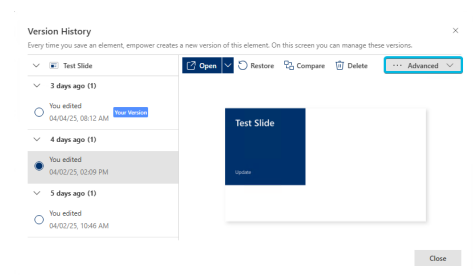 Version History
Every time you save an element, empower creates a new version of this element. On this screen you can manage these versions.
Test Slide
Open
Restore
Compare
Delete
Advanced
3 days ago (1)
You edited
04/04/25, 08:12 AM
Your Version
4 days ago (1)
You edited
04/02/25, 02:09 PM
5 days ago (1)
You edited
04/02/25, 10:46 AM
Test Slide
Update
Close